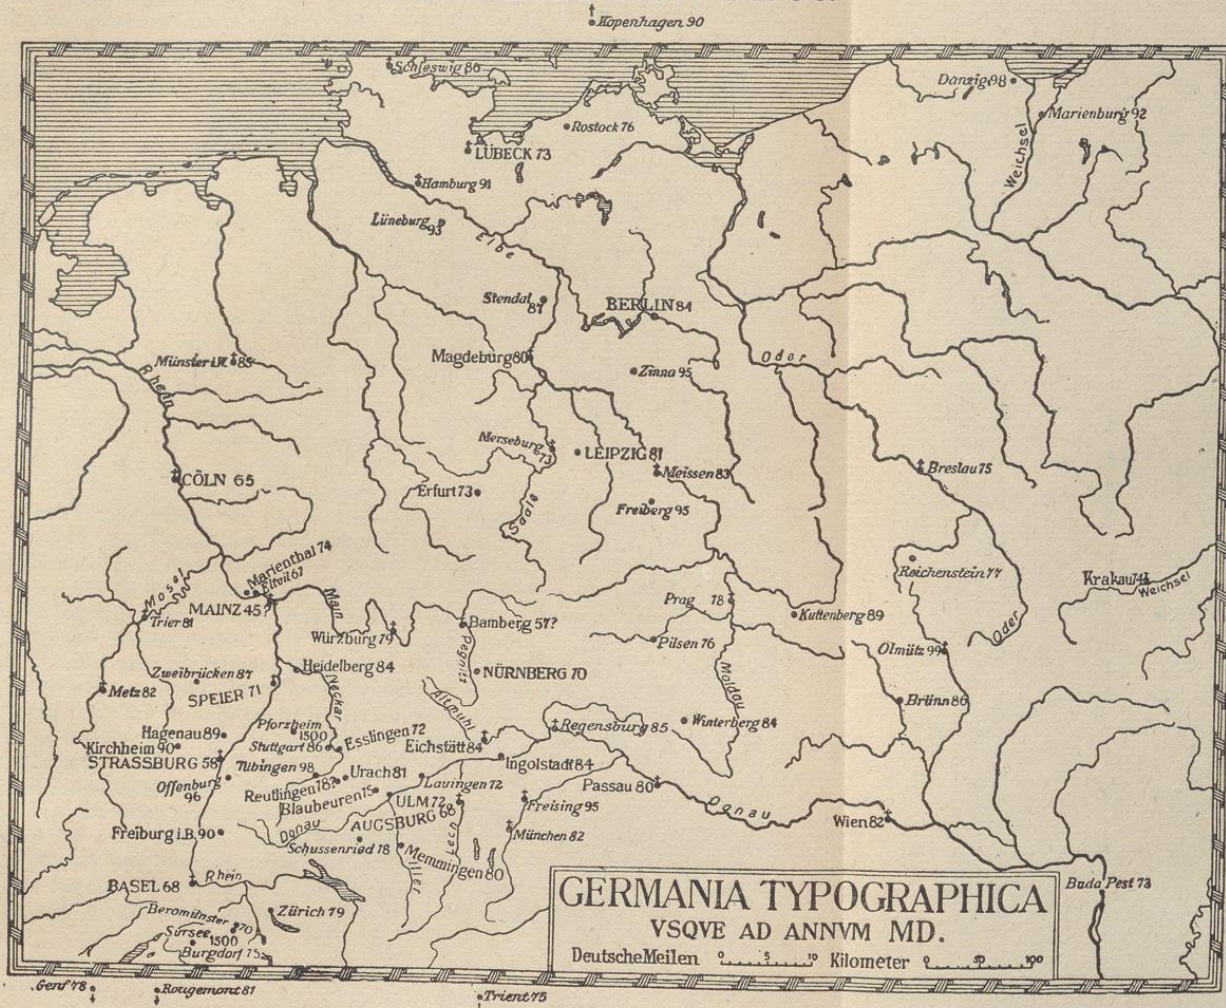 Kopenhagen 90
Schleswig 86
Danzig 98
Marienburg 92
Rostock 76
LÜBECK 73
Weichsel
Hamburg 91
Lüneburg
93
Elbe
Stendal
87
BERLIN 84
Münster i.W. 85
Magdeburg 80
Oder
Rhein
Zinna 95
Merseburg
73
LEIPZIG 81
Meissen 83
Breslau 75
CÖLN 65
Erfurt 73
Saale
Freiberg 95
Marienthal 74
Eltvil 67
Mosel
Reichenstein 77
Krakau 74
Weichsel
MAINZ 45?
Main
Prag 78
Kuttenberg 89
Oder
Trier 81
Würzburg 79
Bamberg 57?
Pilsen 76
Olmütz 99
Pegnitz
Zweibrücken 87
Heidelberg 84
NÜRNBERG 70
Moldau
Metz 82
SPEIER 71
Neckar
Altmühl
Brünn 86
Hagenau 89
Pforzheim
1500
Esslingen 72
Regensburg 85
Winterberg 84
Kirchheim 90
Stuttgart 86
Eichstätt 84
STRASSBURG 58
Tübingen 98
Ingolstadt 84
Offenburg
96
Urach 81
Lauingen 72
Passau 80
Reutlingen 78?
Blaubeuren 75
ULM 72
Freising 95
Donau
AUGSBURG 68
Wien 82
Freiburg i.B. 90
Donau
Lech
München 82
Schussenried 78
Memmingen 80
Iller
BASEL 68
Rhein
GERMANIA TYPOGRAPHICA
VSQVE AD ANNVM MD.
Deutsche Meilen 0 5 10 Kilometer 0 50 100
Buda Pest 73
Beromünster 70
Zürich 79
Sursee
1500
Burgdorf 75
Genf 78
Rougemont 81
Trient 75